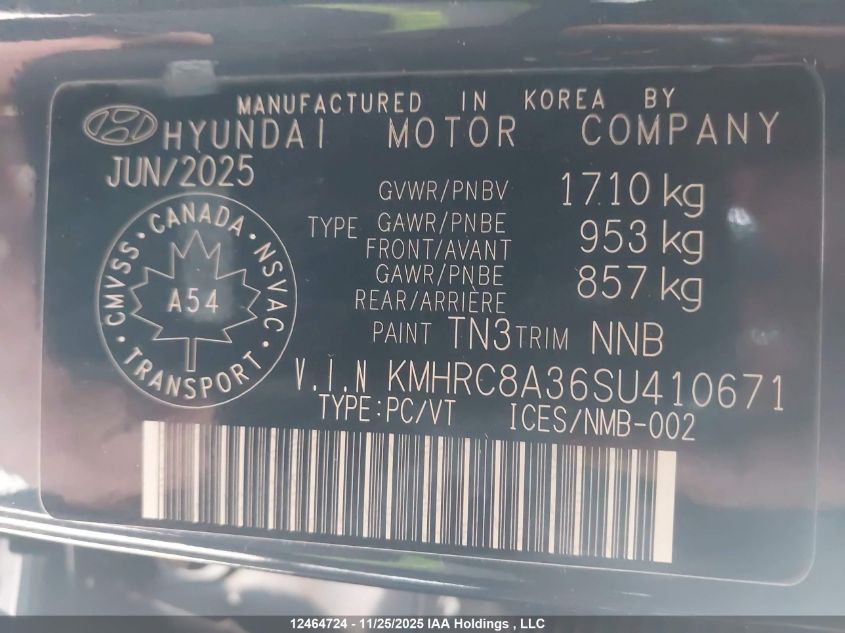 MANUFACTURED IN KOREA BY
HYUNDAI MOTOR COMPANY
JUN/2025
GVWR/PNBV 1710 kg
TYPE GAWR/PNBE FRONT/AVANT 953 kg
GAWR/PNBE REAR/ARRIÈRE 857 kg
PAINT TN3 TRIM NNB
CMVSS · CANADA · NSVAC · TRANSPORT ·
A54
V.I.N KMHRC8A36SU410671
TYPE:PC/VT ICES/NMB-002
12464724 - 11/25/2025 IAA Holdings , LLC